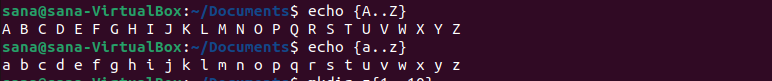 sana@sana-VirtualBox:~/Documents$ echo {A..Z}
A B C D E F G H I J K L M N O P Q R S T U V W X Y Z
sana@sana-VirtualBox:~/Documents$ echo {a..z}
a b c d e f g h i j k l m n o p q r s t u v w x y z